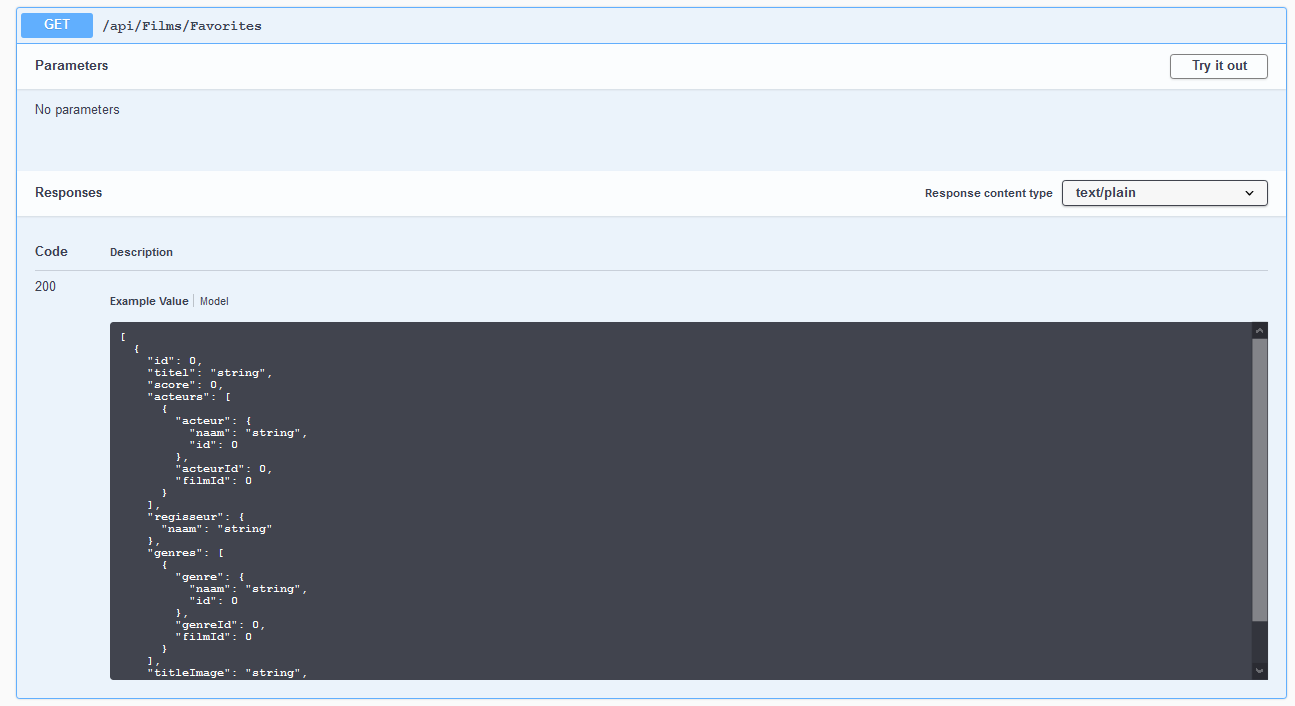 GET /api/Films/Favorites
Parameters
Try it out
No parameters
Responses
Response content type
text/plain
Code Description
200
Example Value Model
[
  {
    "id": 0,
    "titel": "string",
    "score": 0,
    "acteurs": [
      {
        "acteur": {
          "naam": "string",
          "id": 0
        },
        "acteurId": 0,
        "filmId": 0
      }
    ],
    "regisseur": {
      "naam": "string"
    },
    "genres": [
      {
        "genre": {
          "naam": "string",
          "id": 0
        },
        "genreId": 0,
        "filmId": 0
      }
    ],
    "titleImage": "string",